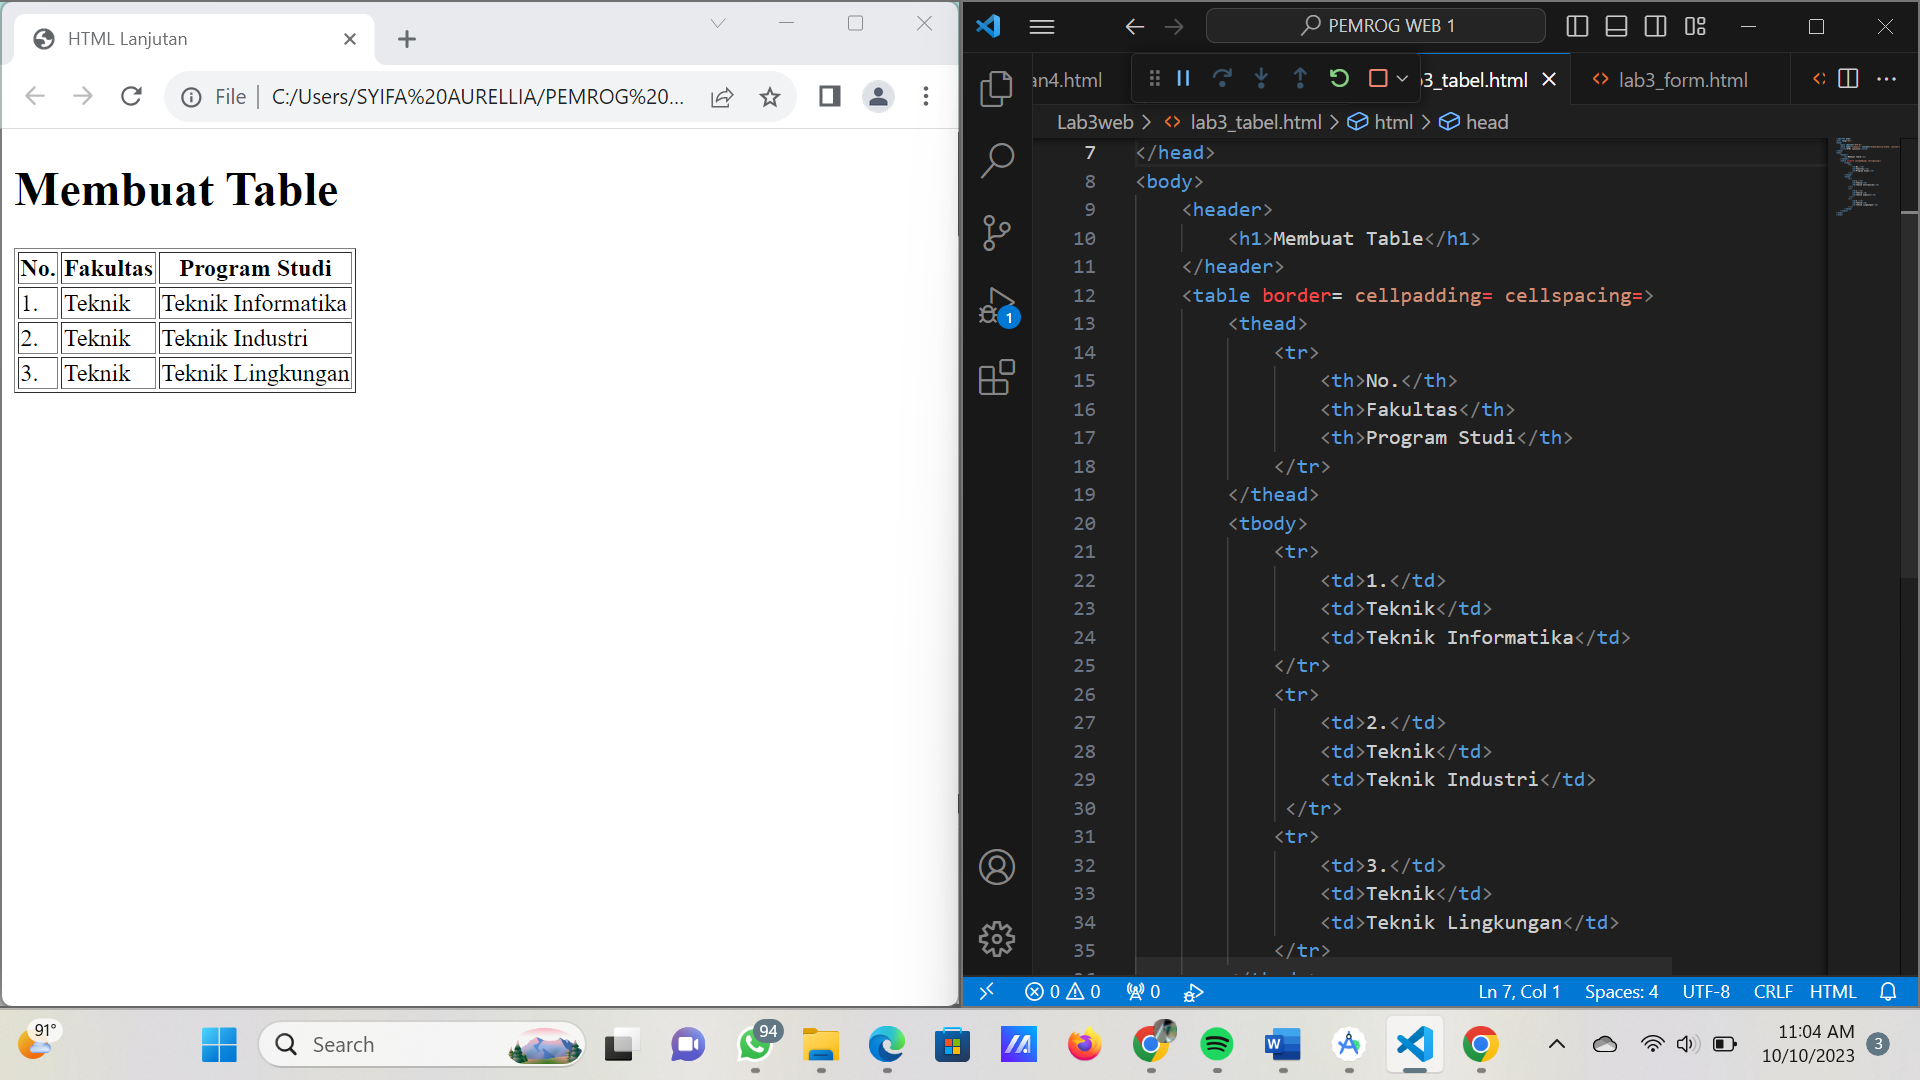 HTML Lanjutan
File
C:/Users/SYIFA%20AURELLIA/PEMROG%20...
Membuat Table
No. Fakultas Program Studi
1. Teknik Teknik Informatika
2. Teknik Teknik Industri
3. Teknik Teknik Lingkungan
PEMROG WEB 1
an4.html
3_tabel.html
lab3_form.html
Lab3web > lab3_tabel.html > html > head
7 </head>
8 <body>
9 <header>
10 <h1>Membuat Table</h1>
11 </header>
12 <table border= cellpadding= cellspacing=>
13 <thead>
14 <tr>
15 <th>No.</th>
16 <th>Fakultas</th>
17 <th>Program Studi</th>
18 </tr>
19 </thead>
20 <tbody>
21 <tr>
22 <td>1.</td>
23 <td>Teknik</td>
24 <td>Teknik Informatika</td>
25 </tr>
26 <tr>
27 <td>2.</td>
28 <td>Teknik</td>
29 <td>Teknik Industri</td>
30 </tr>
31 <tr>
32 <td>3.</td>
33 <td>Teknik</td>
34 <td>Teknik Lingkungan</td>
35 </tr>
1
0 0 0
Ln 7, Col 1 Spaces: 4 UTF-8 CRLF HTML
91°
Search
94
11:04 AM
10/10/2023
3